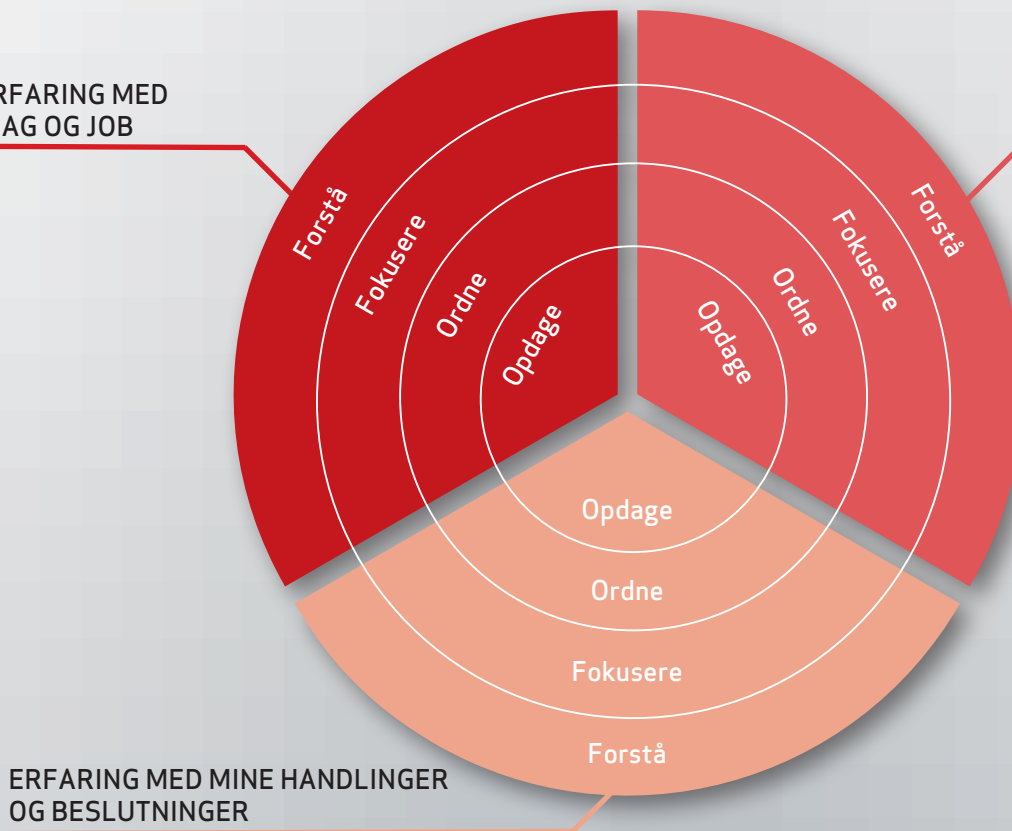 RFARING MED
AG OG JOB
Forstå
Fokusere
Ordne
Opdage
Forstå
Fokusere
Ordne
Opdage
Opdage
Ordne
Fokusere
Forstå
ERFARING MED MINE HANDLINGER
OG BESLUTNINGER